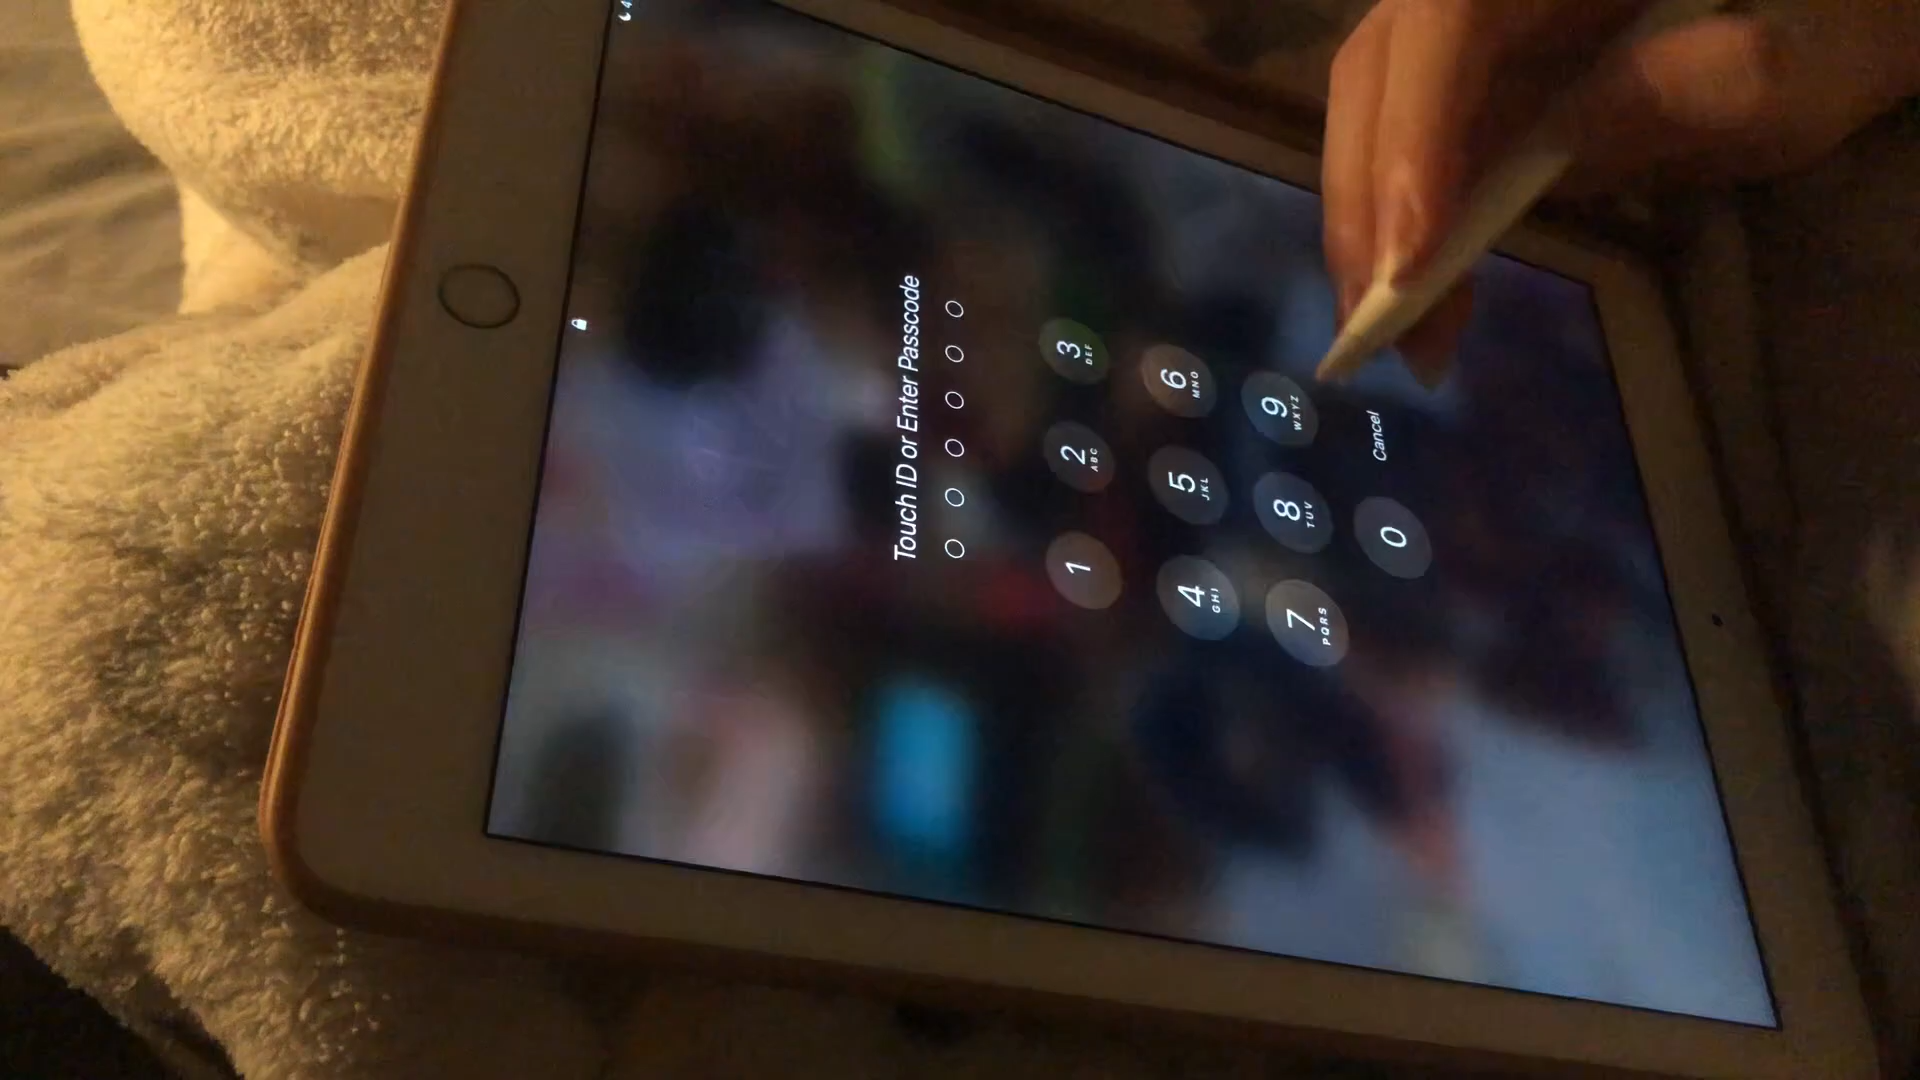 Touch ID or Enter Passcode
1
2
ABC
3
DEF
4
GHI
5
JKL
6
MNO
7
PQRS
8
TUV
9
WXYZ
0
Cancel